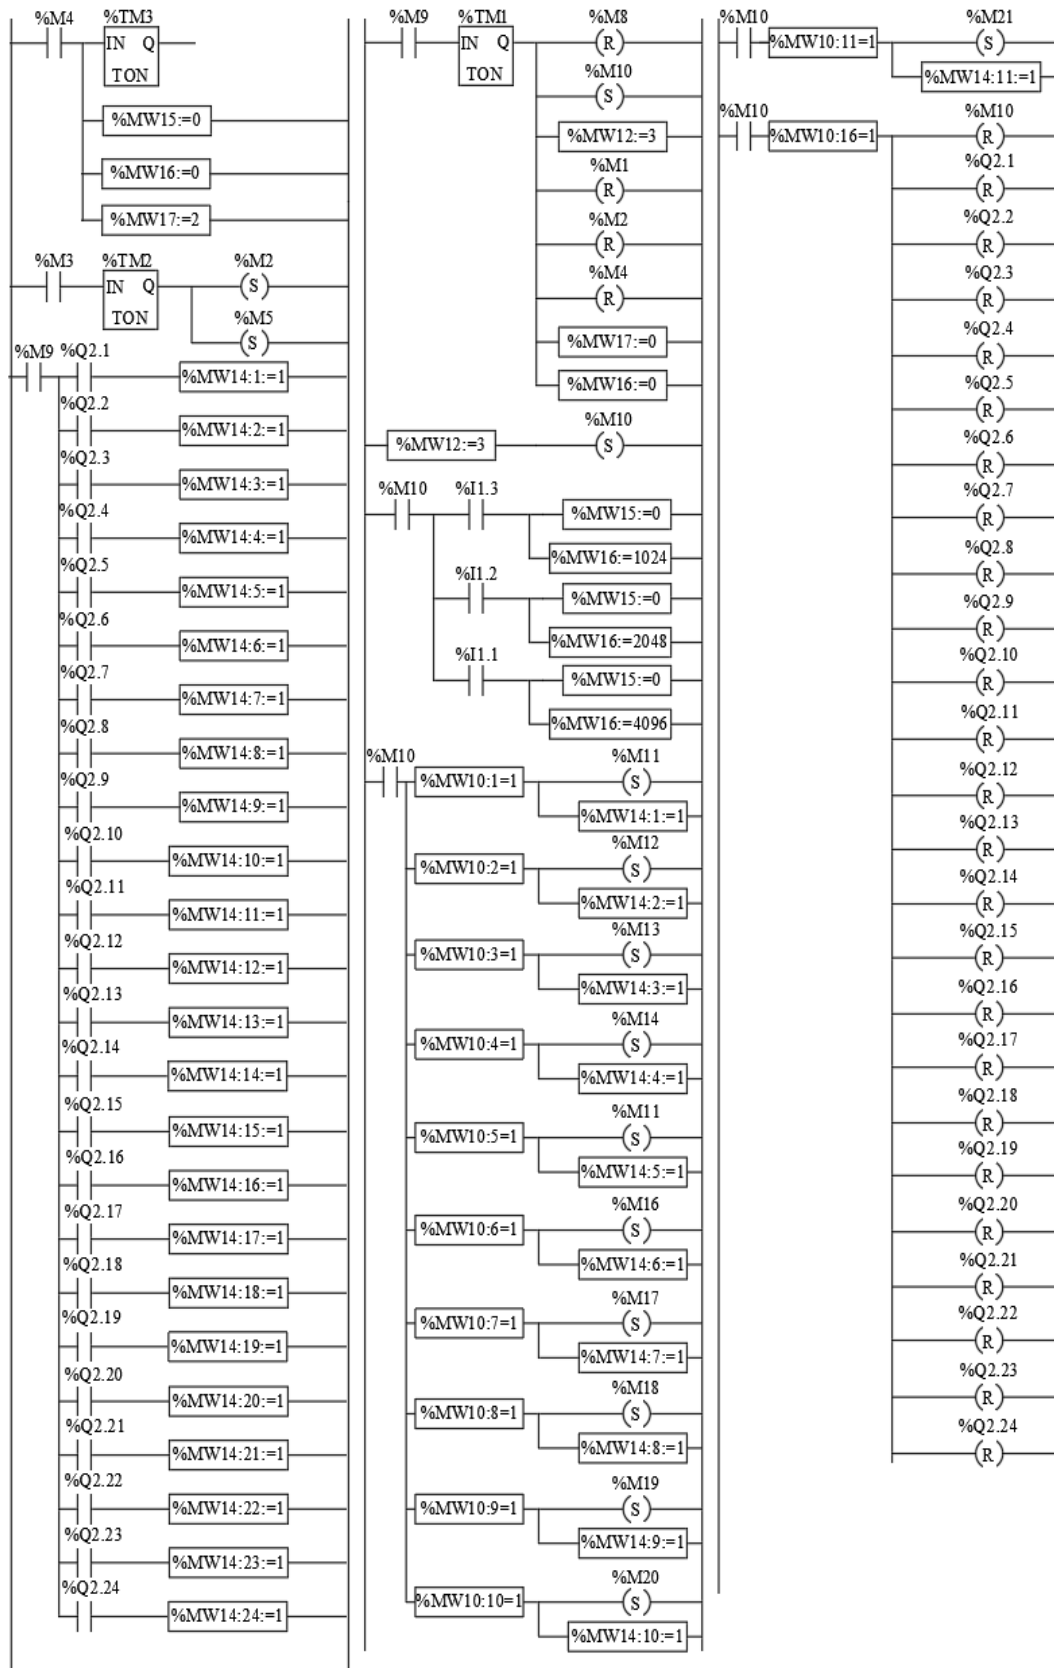 %M4 %TM3
IN Q
TON
%MW15:=0
%MW16:=0
%MW17:=2
%M3 %TM2 %M2
IN Q (S)
TON
%M5
(S)
%M9 %Q2.1
%MW14:1:=1
%Q2.2
%MW14:2:=1
%Q2.3
%MW14:3:=1
%Q2.4
%MW14:4:=1
%Q2.5
%MW14:5:=1
%Q2.6
%MW14:6:=1
%Q2.7
%MW14:7:=1
%Q2.8
%MW14:8:=1
%Q2.9
%MW14:9:=1
%Q2.10
%MW14:10:=1
%Q2.11
%MW14:11:=1
%Q2.12
%MW14:12:=1
%Q2.13
%MW14:13:=1
%Q2.14
%MW14:14:=1
%Q2.15
%MW14:15:=1
%Q2.16
%MW14:16:=1
%Q2.17
%MW14:17:=1
%Q2.18
%MW14:18:=1
%Q2.19
%MW14:19:=1
%Q2.20
%MW14:20:=1
%Q2.21
%MW14:21:=1
%Q2.22
%MW14:22:=1
%Q2.23
%MW14:23:=1
%Q2.24
%MW14:24:=1
%M9 %TM1 %M8
IN Q (R)
TON
%M10
(S)
%MW12:=3
%M1
(R)
%M2
(R)
%M4
(R)
%MW17:=0
%MW16:=0
%M10
%MW12:=3 (S)
%M10 %I1.3
%MW15:=0
%MW16:=1024
%I1.2
%MW15:=0
%MW16:=2048
%I1.1
%MW15:=0
%MW16:=4096
%M10 %M11
%MW10:1=1 (S)
%MW14:1:=1
%M12
%MW10:2=1 (S)
%MW14:2:=1
%M13
%MW10:3=1 (S)
%MW14:3:=1
%M14
%MW10:4=1 (S)
%MW14:4:=1
%M11
%MW10:5=1 (S)
%MW14:5:=1
%M16
%MW10:6=1 (S)
%MW14:6:=1
%M17
%MW10:7=1 (S)
%MW14:7:=1
%M18
%MW10:8=1 (S)
%MW14:8:=1
%M19
%MW10:9=1 (S)
%MW14:9:=1
%M20
%MW10:10=1 (S)
%MW14:10:=1
%M10 %M21
%MW10:11=1 (S)
%MW14:11:=1
%M10 %M10
%MW10:16=1 (R)
%Q2.1
(R)
%Q2.2
(R)
%Q2.3
(R)
%Q2.4
(R)
%Q2.5
(R)
%Q2.6
(R)
%Q2.7
(R)
%Q2.8
(R)
%Q2.9
(R)
%Q2.10
(R)
%Q2.11
(R)
%Q2.12
(R)
%Q2.13
(R)
%Q2.14
(R)
%Q2.15
(R)
%Q2.16
(R)
%Q2.17
(R)
%Q2.18
(R)
%Q2.19
(R)
%Q2.20
(R)
%Q2.21
(R)
%Q2.22
(R)
%Q2.23
(R)
%Q2.24
(R)